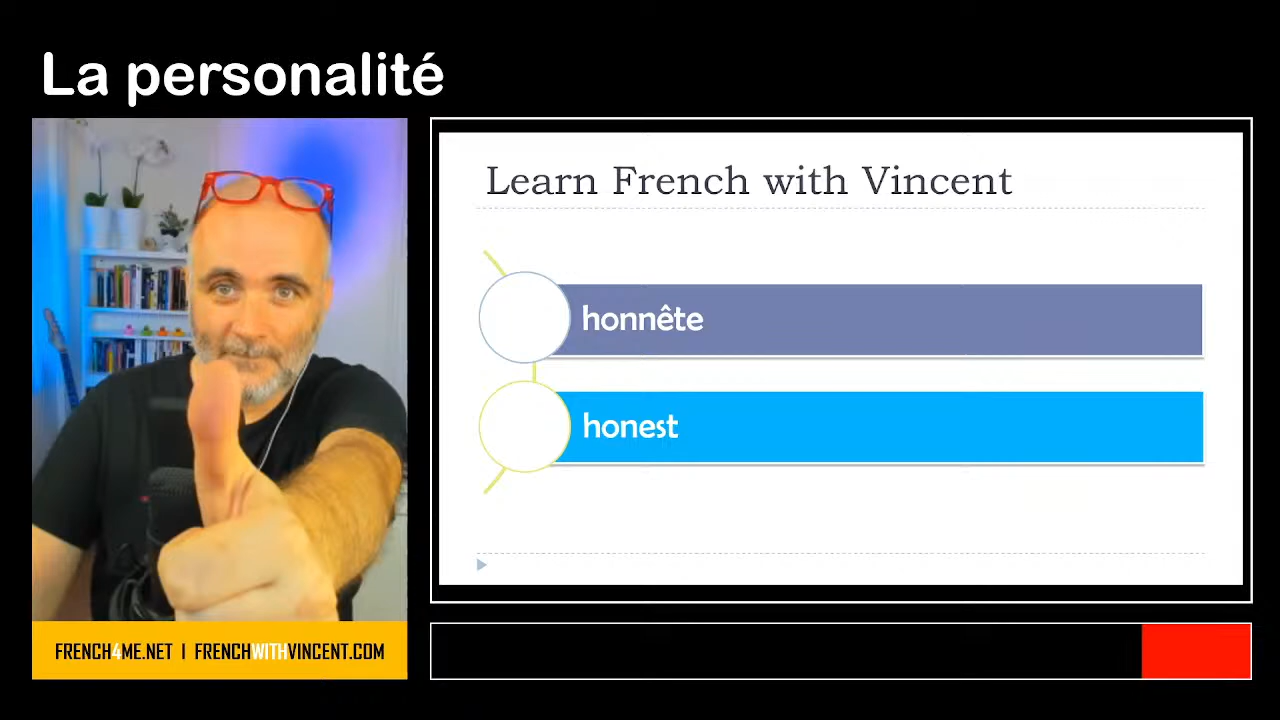 La personalité
Learn French with Vincent
honnête
honest
FRENCH4ME.NET I FRENCHWITHVINCENT.COM